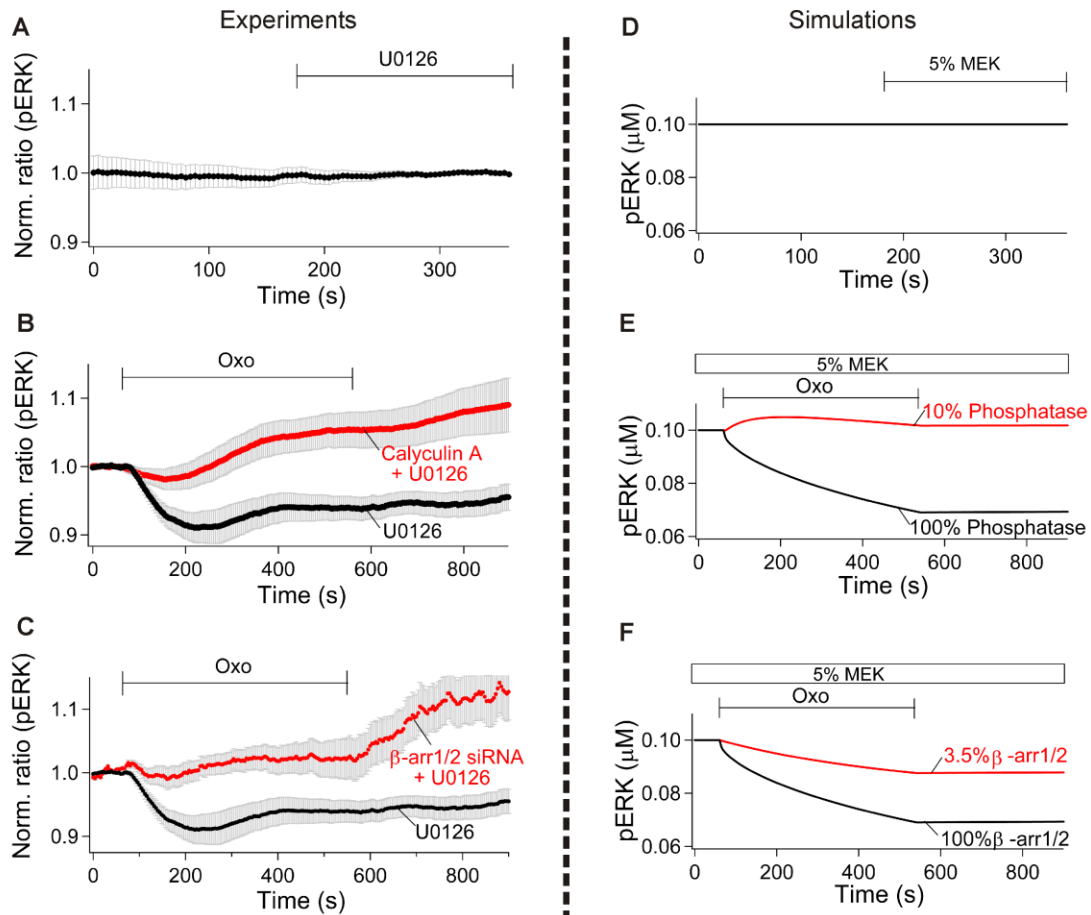 Experiments
Simulations
A
U0126
Norm. ratio (pERK)
1.1
1.0
0.9
0
100
200
300
Time (s)
B
Oxo
Norm. ratio (pERK)
1.1
1.0
0.9
Calyculin A
+ U0126
U0126
0
200
400
600
800
Time (s)
C
Oxo
Norm. ratio (pERK)
1.1
1.0
0.9
β-arr1/2 siRNA
+ U0126
U0126
0
200
400
600
800
Time (s)
D
5% MEK
pERK (µM)
0.10
0.08
0.06
0
100
200
300
Time (s)
E
5% MEK
Oxo
pERK (µM)
0.10
0.08
0.06
10% Phosphatase
100% Phosphatase
0
200
400
600
800
Time (s)
F
5% MEK
Oxo
pERK (µM)
0.10
0.08
0.06
3.5%β -arr1/2
100%β -arr1/2
0
200
400
600
800
Time (s)